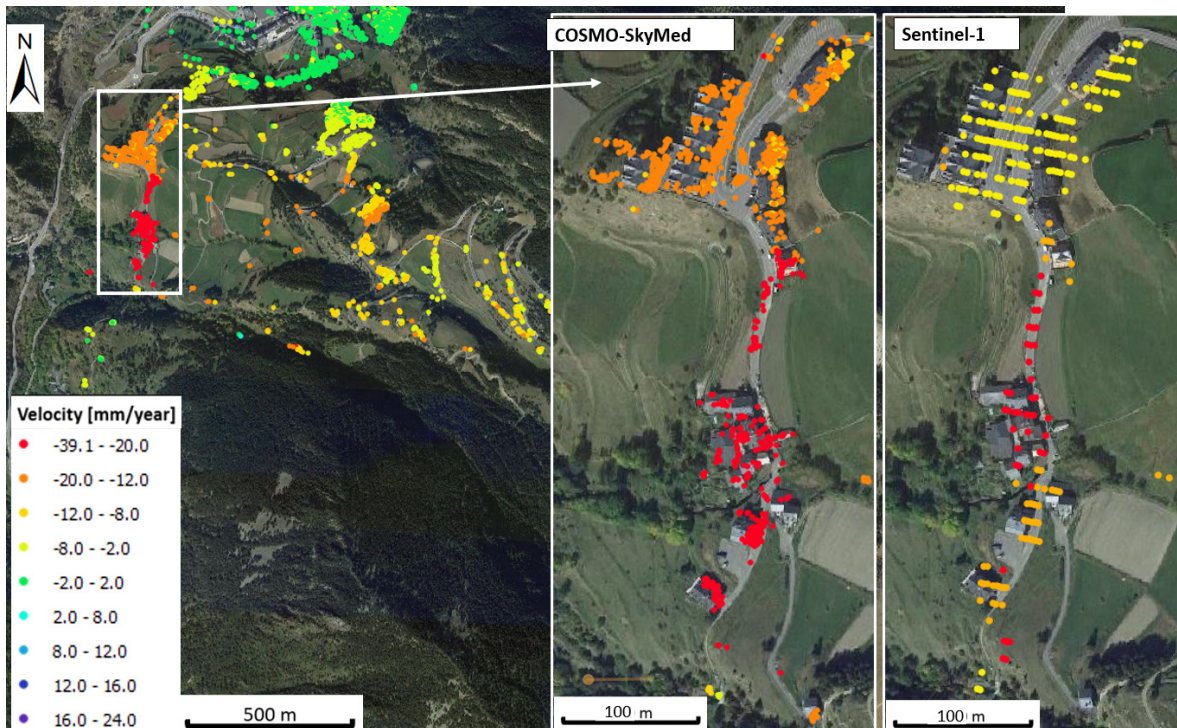 N
COSMO-SkyMed
Sentinel-1
Velocity [mm/year]
-39.1 - -20.0
-20.0 - -12.0
-12.0 - -8.0
-8.0 - -2.0
-2.0 - 2.0
2.0 - 8.0
8.0 - 12.0
12.0 - 16.0
16.0 - 24.0
500 m
100 m
100 m